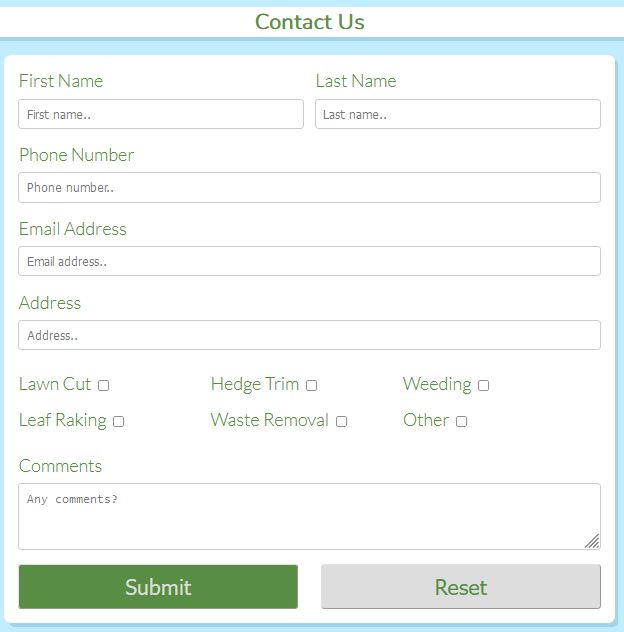 Contact Us
First Name Last Name
First name.. Last name..
Phone Number
Phone number..
Email Address
Email address..
Address
Address..
Lawn Cut Hedge Trim Weeding
Leaf Raking Waste Removal Other
Comments
Any comments?
Submit Reset